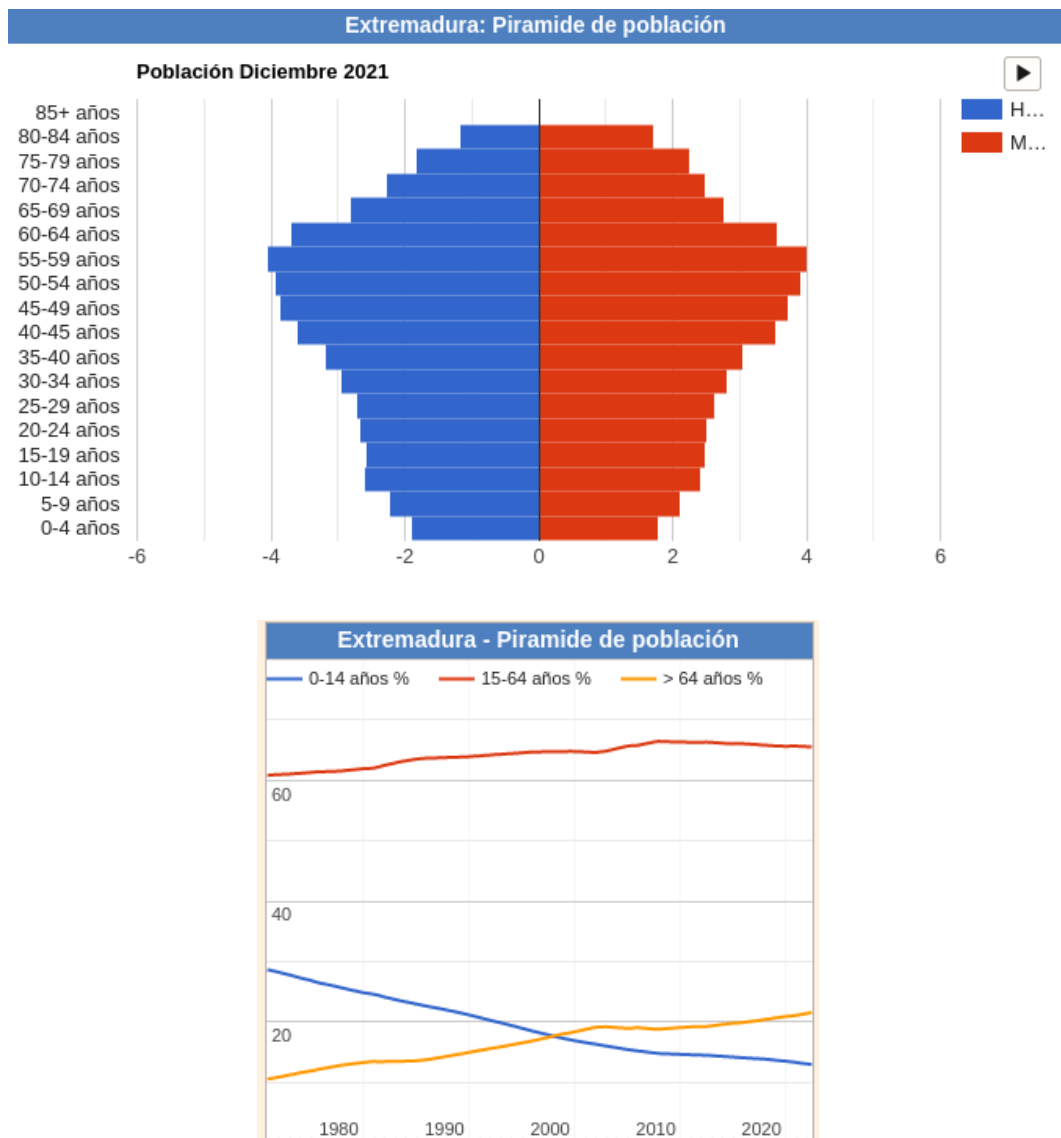 Extremadura: Piramide de población
Población Diciembre 2021
H...
M...
85+ años
80-84 años
75-79 años
70-74 años
65-69 años
60-64 años
55-59 años
50-54 años
45-49 años
40-45 años
35-40 años
30-34 años
25-29 años
20-24 años
15-19 años
10-14 años
5-9 años
0-4 años
-6 -4 -2 0 2 4 6
Extremadura - Piramide de población
0-14 años % 15-64 años % > 64 años %
60
40
20
1980 1990 2000 2010 2020